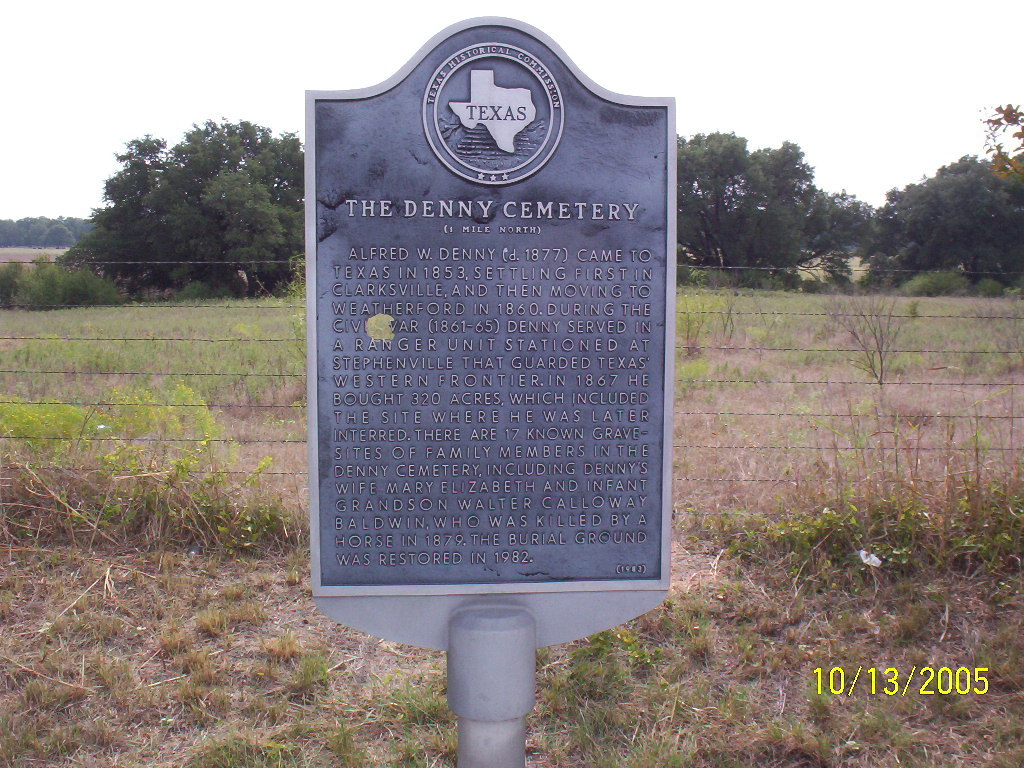 TEXAS HISTORICAL COMMISSION
TEXAS
THE DENNY CEMETERY
(1 MILE NORTH)
ALFRED W. DENNY (d. 1877) CAME TO
TEXAS IN 1853, SETTLING FIRST IN
CLARKSVILLE, AND THEN MOVING TO
WEATHERFORD IN 1860. DURING THE
CIVIL WAR (1861-65) DENNY SERVED IN
A RANGER UNIT STATIONED AT
STEPHENVILLE THAT GUARDED TEXAS'
WESTERN FRONTIER. IN 1867 HE
BOUGHT 320 ACRES, WHICH INCLUDED
THE SITE WHERE HE WAS LATER
INTERRED. THERE ARE 17 KNOWN GRAVE-
SITES OF FAMILY MEMBERS IN THE
DENNY CEMETERY, INCLUDING DENNY'S
WIFE MARY ELIZABETH AND INFANT
GRANDSON WALTER CALLOWAY
BALDWIN, WHO WAS KILLED BY A
HORSE IN 1879. THE BURIAL GROUND
WAS RESTORED IN 1982.
(1983)
10/13/2005